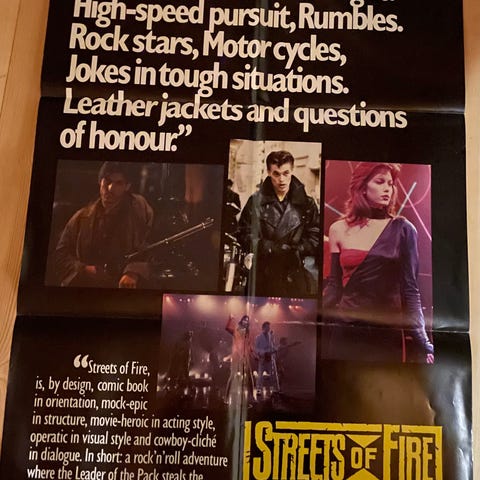 High-speed pursuit, Rumbles.
Rock stars, Motorcycles,
Jokes in tough situations.
Leather jackets and questions
of honour."
"Streets of Fire,
is, by design, comic book
in orientation, mock-epic
in structure, movie-heroic in acting style,
operatic in visual style and cowboy-cliché
in dialogue. In short: a rock'n'roll adventure
where the Leader of the Pack steals the
STREETS OF FIRE